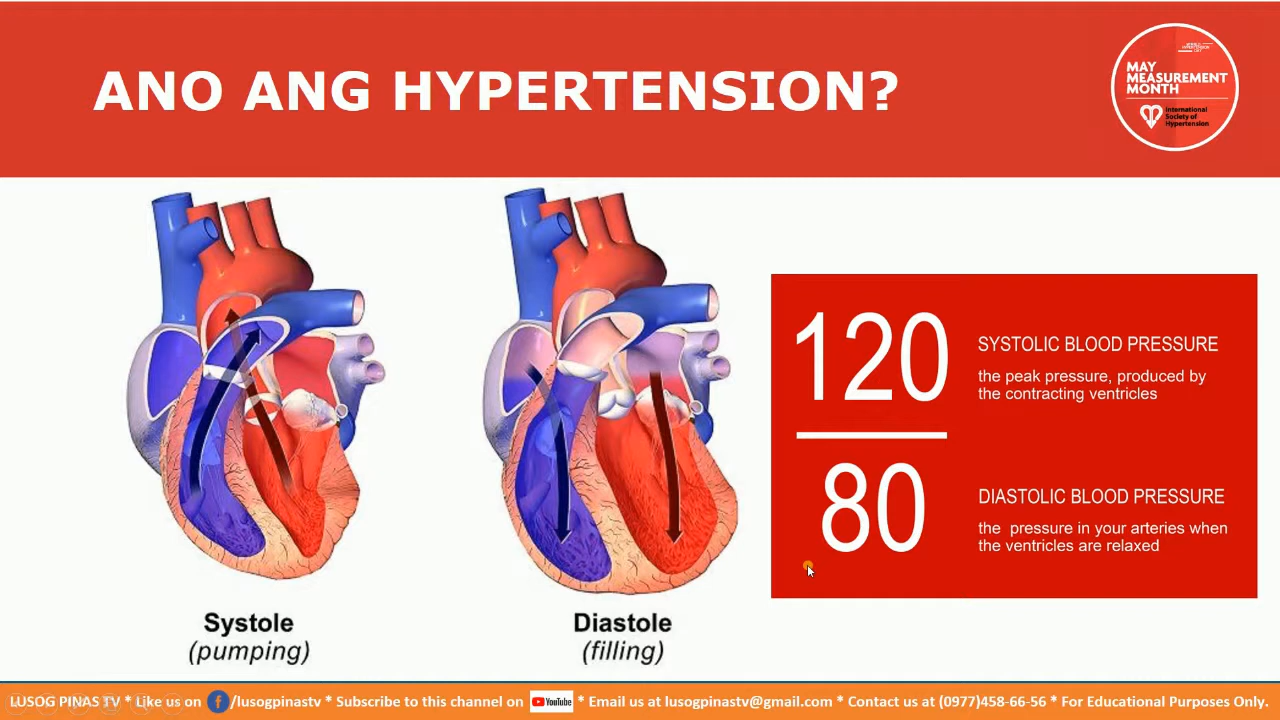 ANO ANG HYPERTENSION?
MAY
MEASUREMENT
MONTH
International
Society of
Hypertension
120
SYSTOLIC BLOOD PRESSURE
the peak pressure, produced by
the contracting ventricles
80
DIASTOLIC BLOOD PRESSURE
the pressure in your arteries when
the ventricles are relaxed
Systole
(pumping)
Diastole
(filling)
LUSOG PINAS TV * Like us on f /lusogpinastv * Subscribe to this channel on YouTube * Email us at lusogpinastv@gmail.com * Contact us at (0977)458-66-56 * For Educational Purposes Only.